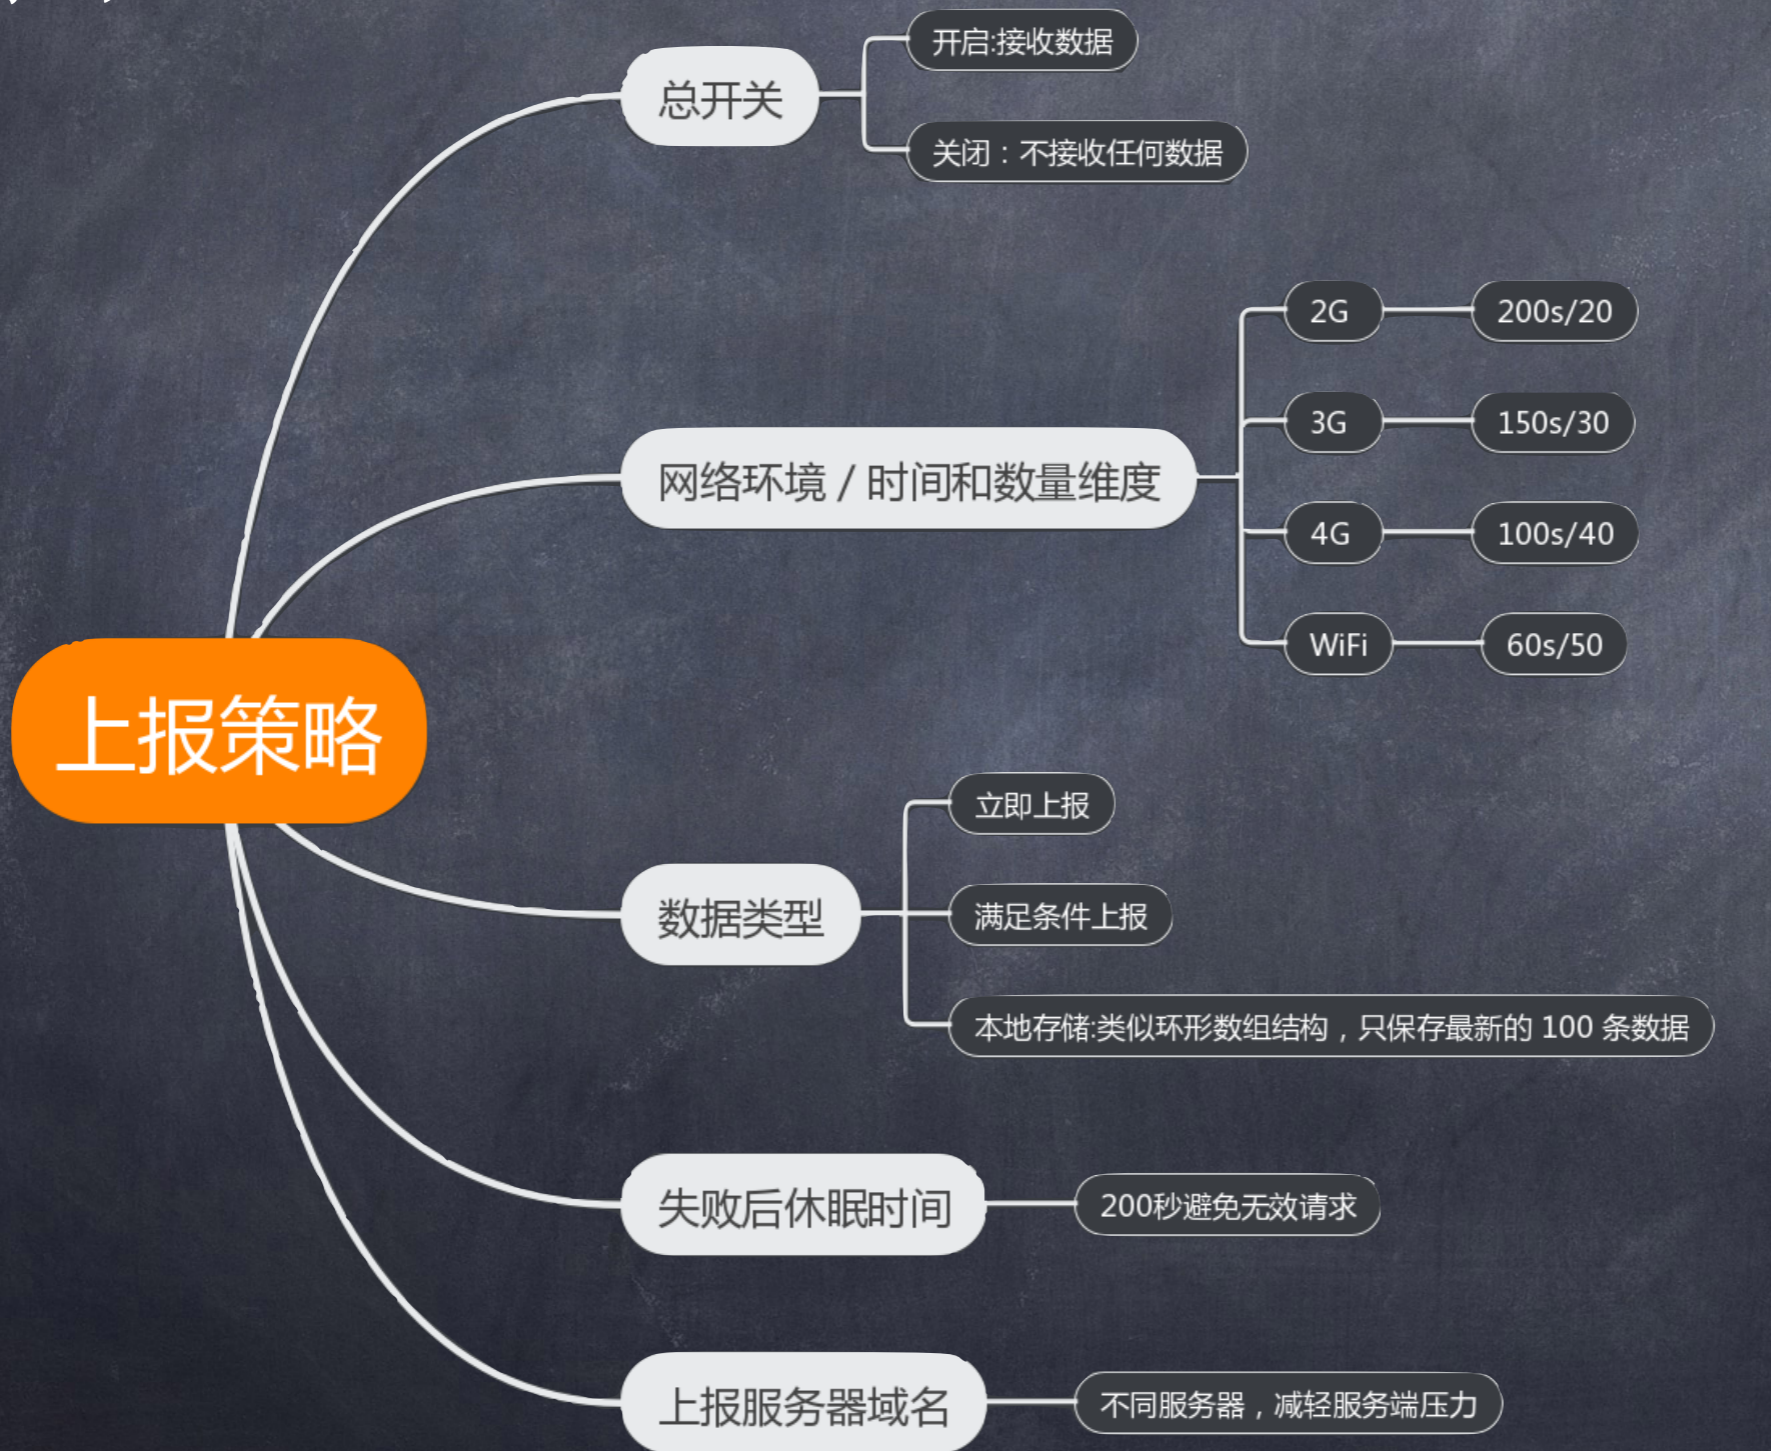 上报策略
总开关
开启:接收数据
关闭：不接收任何数据
网络环境 / 时间和数量维度
2G
200s/20
3G
150s/30
4G
100s/40
WiFi
60s/50
数据类型
立即上报
满足条件上报
本地存储:类似环形数组结构，只保存最新的 100 条数据
失败后休眠时间
200秒避免无效请求
上报服务器域名
不同服务器，减轻服务端压力